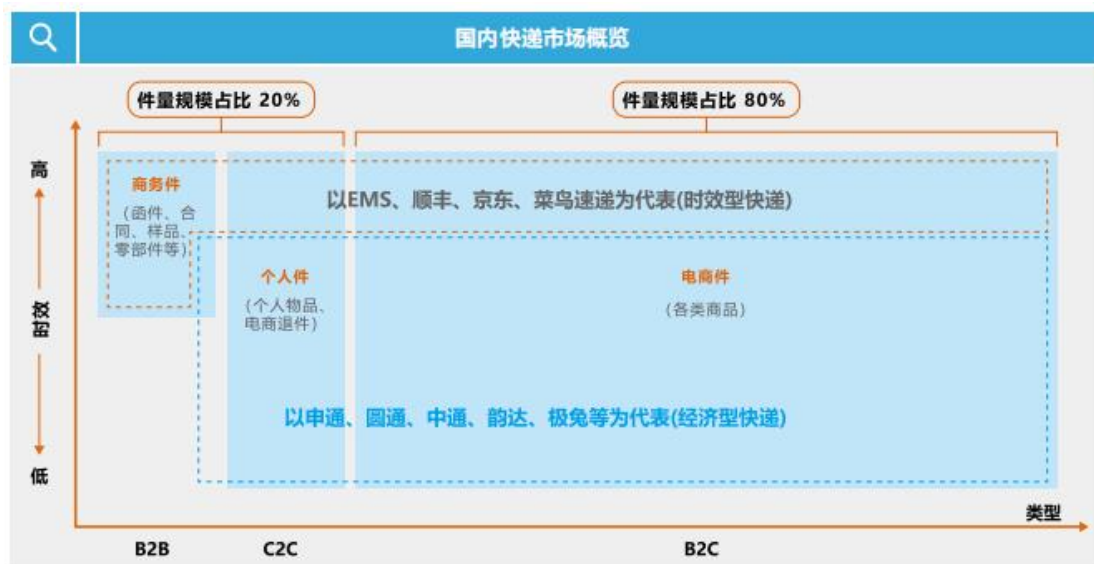 国内快递市场概览
件量规模占比 20%
件量规模占比 80%
高
时效
低
商务件
（函件、合
同、样品、
零部件等）
以EMS、顺丰、京东、菜鸟速递为代表(时效型快递)
个人件
（个人物品、
电商退件）
电商件
（各类商品）
以申通、圆通、中通、韵达、极兔等为代表(经济型快递)
类型
B2B
C2C
B2C